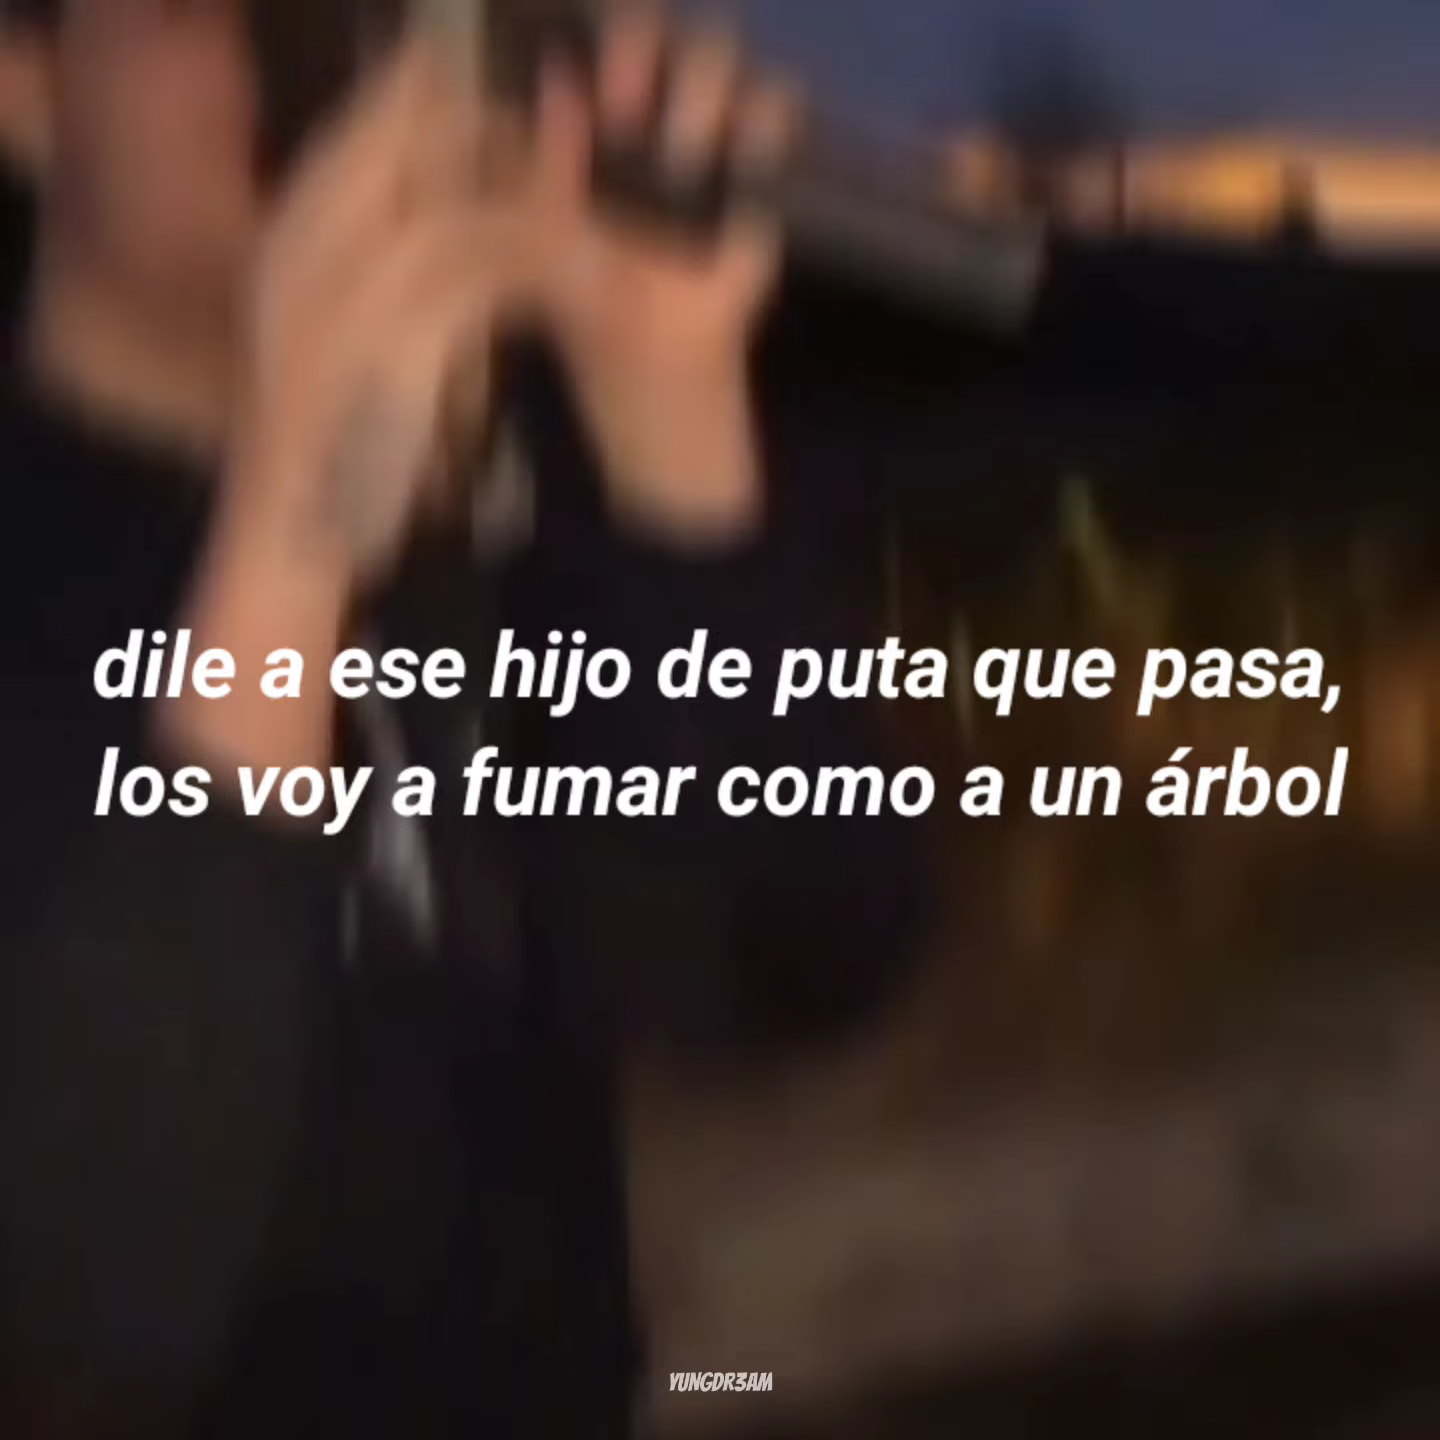 dile a ese hijo de puta que pasa,
los voy a fumar como a un árbol
YUNGDR3AM